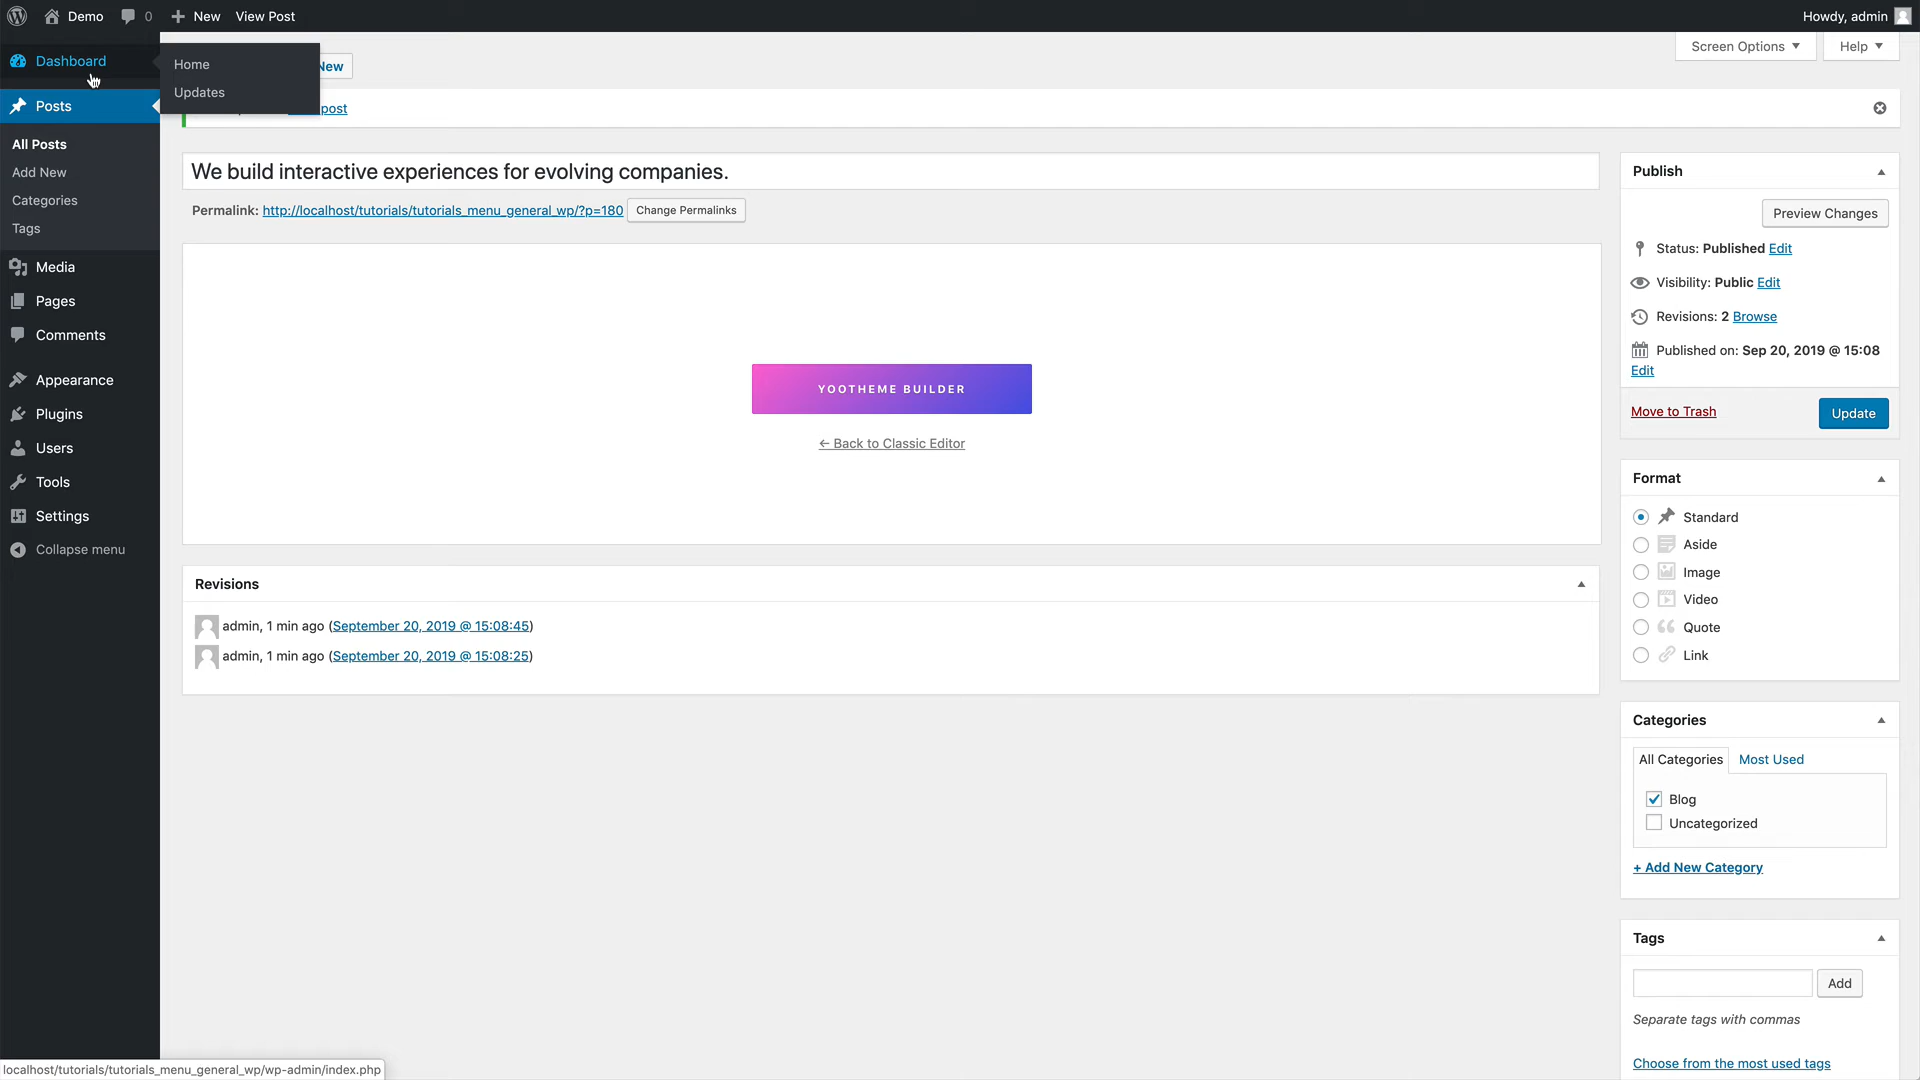 Demo 0 New View Post Howdy, admin
Dashboard
Home
Updates
New
Screen Options Help
Posts
post
All Posts
Add New
Categories
Tags
Media
Pages
Comments
Appearance
Plugins
Users
Tools
Settings
Collapse menu
We build interactive experiences for evolving companies.
Permalink: http://localhost/tutorials/tutorials_menu_general_wp/?p=180 Change Permalinks
YOOTHEME BUILDER
← Back to Classic Editor
Revisions
admin, 1 min ago (September 20, 2019 @ 15:08:45)
admin, 1 min ago (September 20, 2019 @ 15:08:25)
Publish
Preview Changes
Status: Published Edit
Visibility: Public Edit
Revisions: 2 Browse
Published on: Sep 20, 2019 @ 15:08
Edit
Move to Trash Update
Format
Standard
Aside
Image
Video
Quote
Link
Categories
All Categories Most Used
Blog
Uncategorized
+ Add New Category
Tags
Add
Separate tags with commas
Choose from the most used tags
localhost/tutorials/tutorials_menu_general_wp/wp-admin/index.php